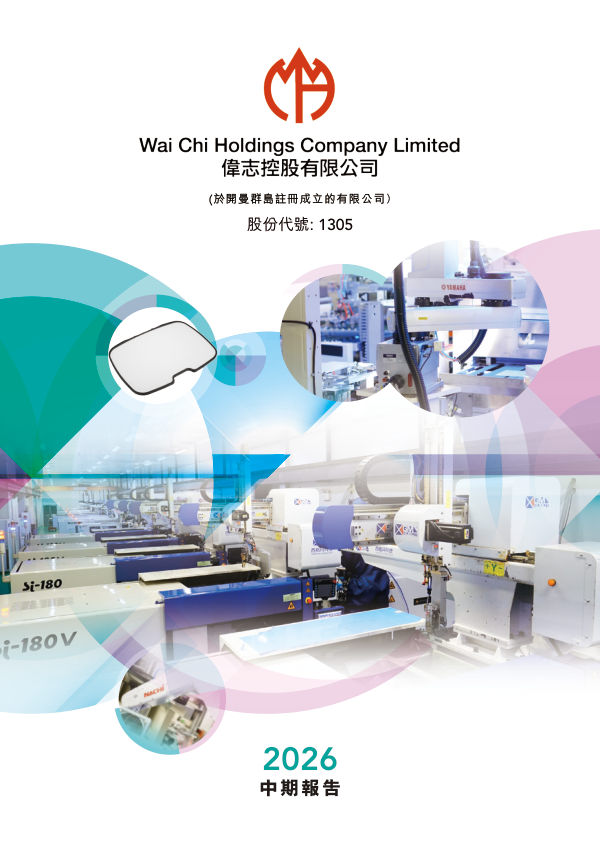 Wai Chi Holdings Company Limited
偉志控股有限公司
(於開曼群島註冊成立的有限公司)
股份代號: 1305
YAMAHA
Si-180
Si-180V
NACHI
2026
中期報告